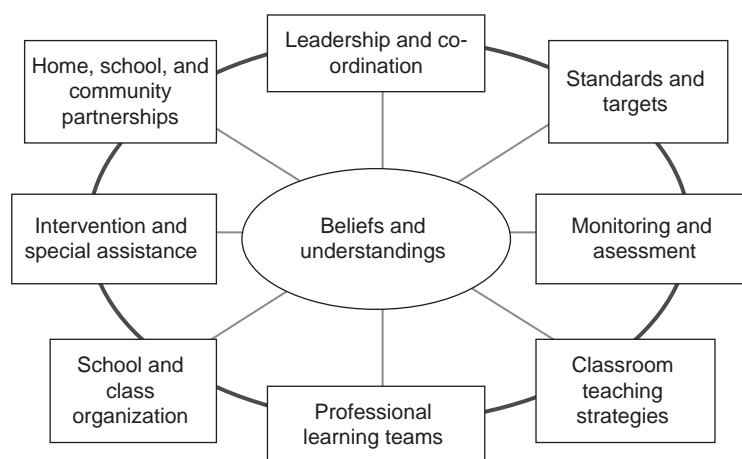 Leadership and co-
ordination
Home, school, and
community
partnerships
Standards and
targets
Intervention and
special assistance
Beliefs and
understandings
Monitoring and
asessment
School and
class
organization
Professional
learning teams
Classroom
teaching
strategies